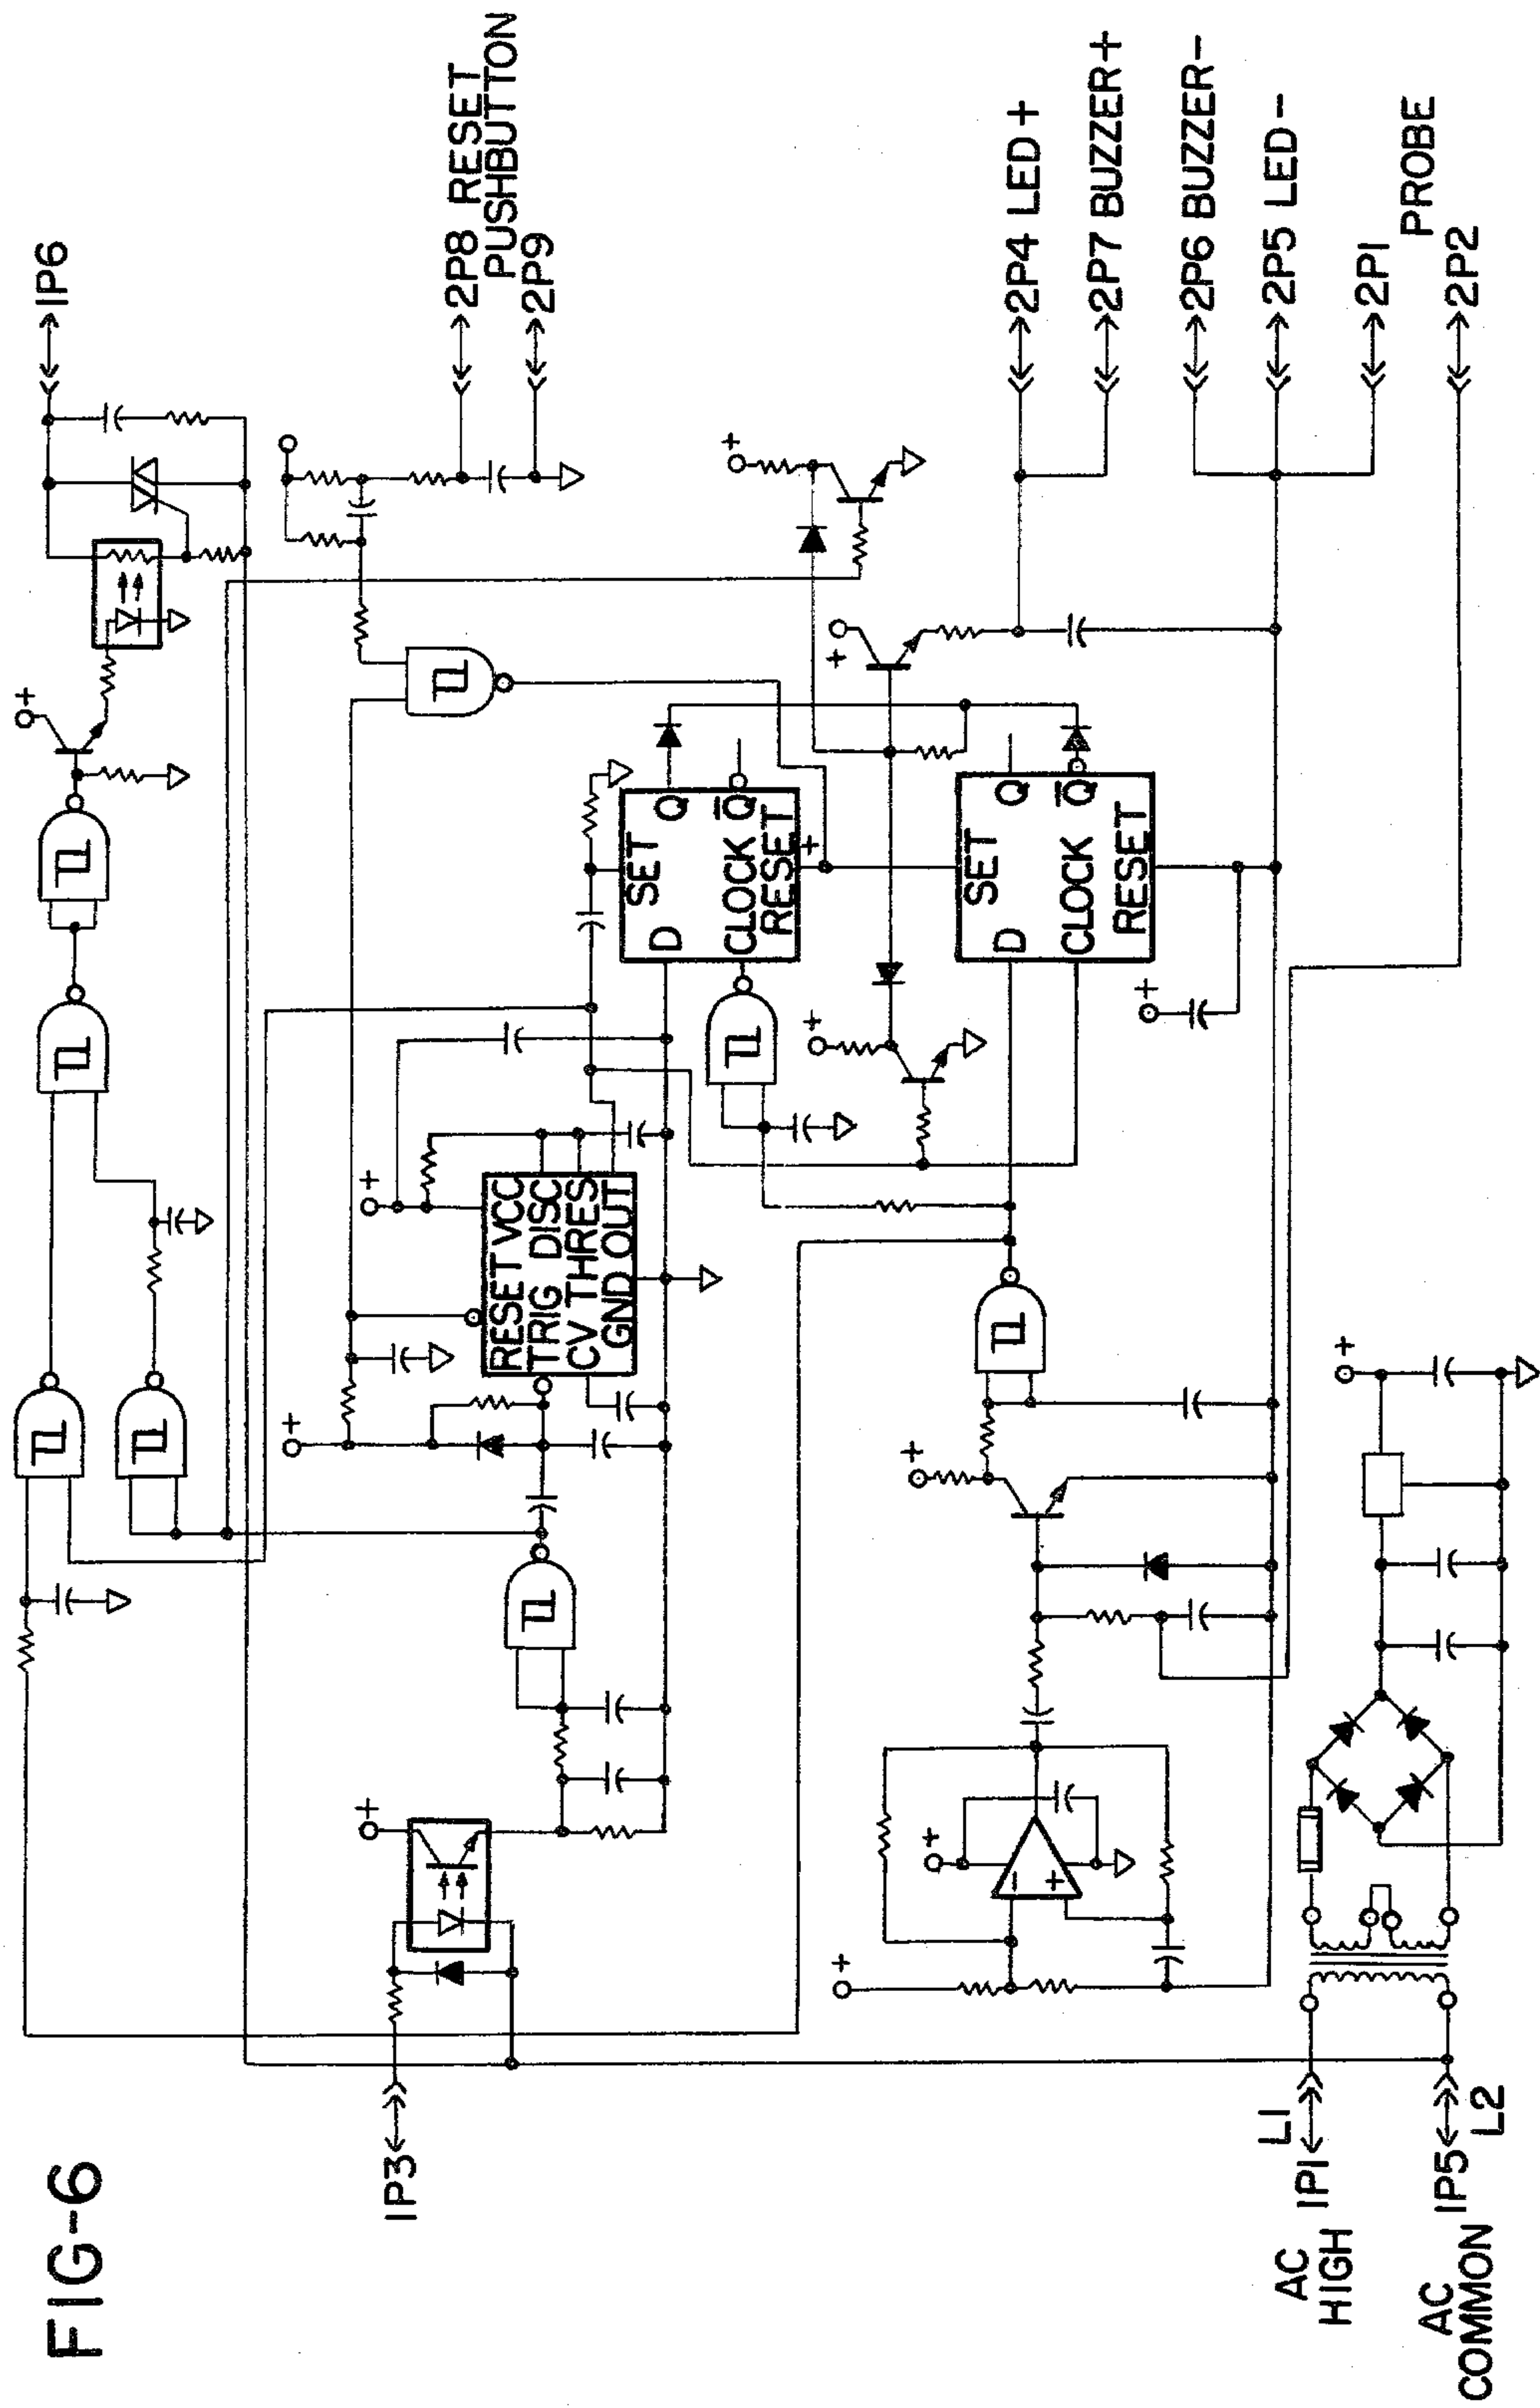 FIG-6
IP6
2P8 RESET
PUSHBUTTON
2P9
RESET VCC
TRIG DISC
CV THRES
GND OUT
SET
D Q
CLOCK Q̅
RESET
+
SET
D Q
CLOCK Q̅
RESET
2P4 LED+
2P7 BUZZER+
2P6 BUZZER-
2P5 LED-
2P1
PROBE
2P2
IP3
- +
L1
AC HIGH IP1
AC COMMON IP5
L2
+
+
+
+
+
+
+
+
+
+
+
+